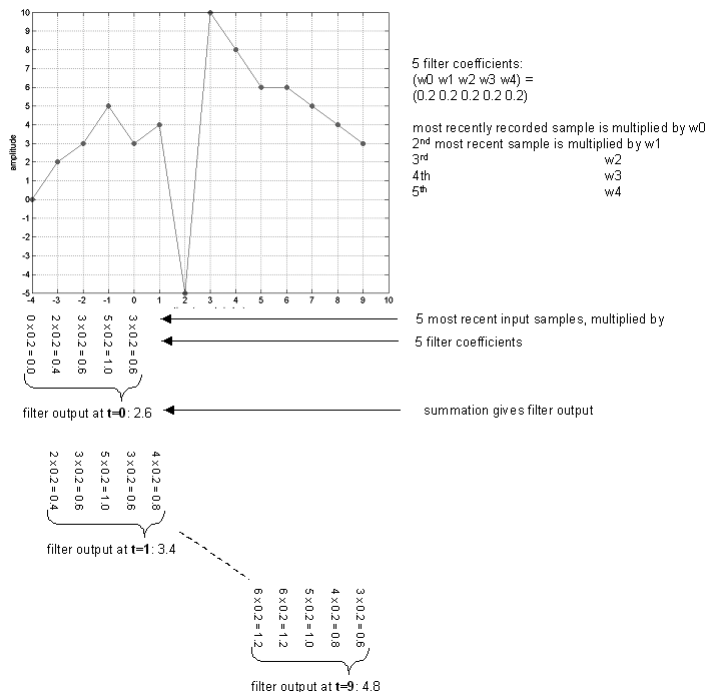 10
9
8
7
6
5
4
3
2
1
0
-1
-2
-3
-4
-5
amplitude
-4 -3 -2 -1 0 1 2 3 4 5 6 7 8 9 10
5 filter coefficients:
(w0 w1 w2 w3 w4) =
(0.2 0.2 0.2 0.2 0.2)
most recently recorded sample is multiplied by w0
2nd most recent sample is multiplied by w1
3rd w2
4th w3
5th w4
0 x 0.2 = 0.0
2 x 0.2 = 0.4
3 x 0.2 = 0.6
5 x 0.2 = 1.0
3 x 0.2 = 0.6
5 most recent input samples, multiplied by
5 filter coefficients
filter output at t=0: 2.6
summation gives filter output
2 x 0.2 = 0.4
3 x 0.2 = 0.6
5 x 0.2 = 1.0
3 x 0.2 = 0.6
4 x 0.2 = 0.8
filter output at t=1: 3.4
6 x 0.2 = 1.2
6 x 0.2 = 1.2
5 x 0.2 = 1.0
4 x 0.2 = 0.8
3 x 0.2 = 0.6
filter output at t=9: 4.8